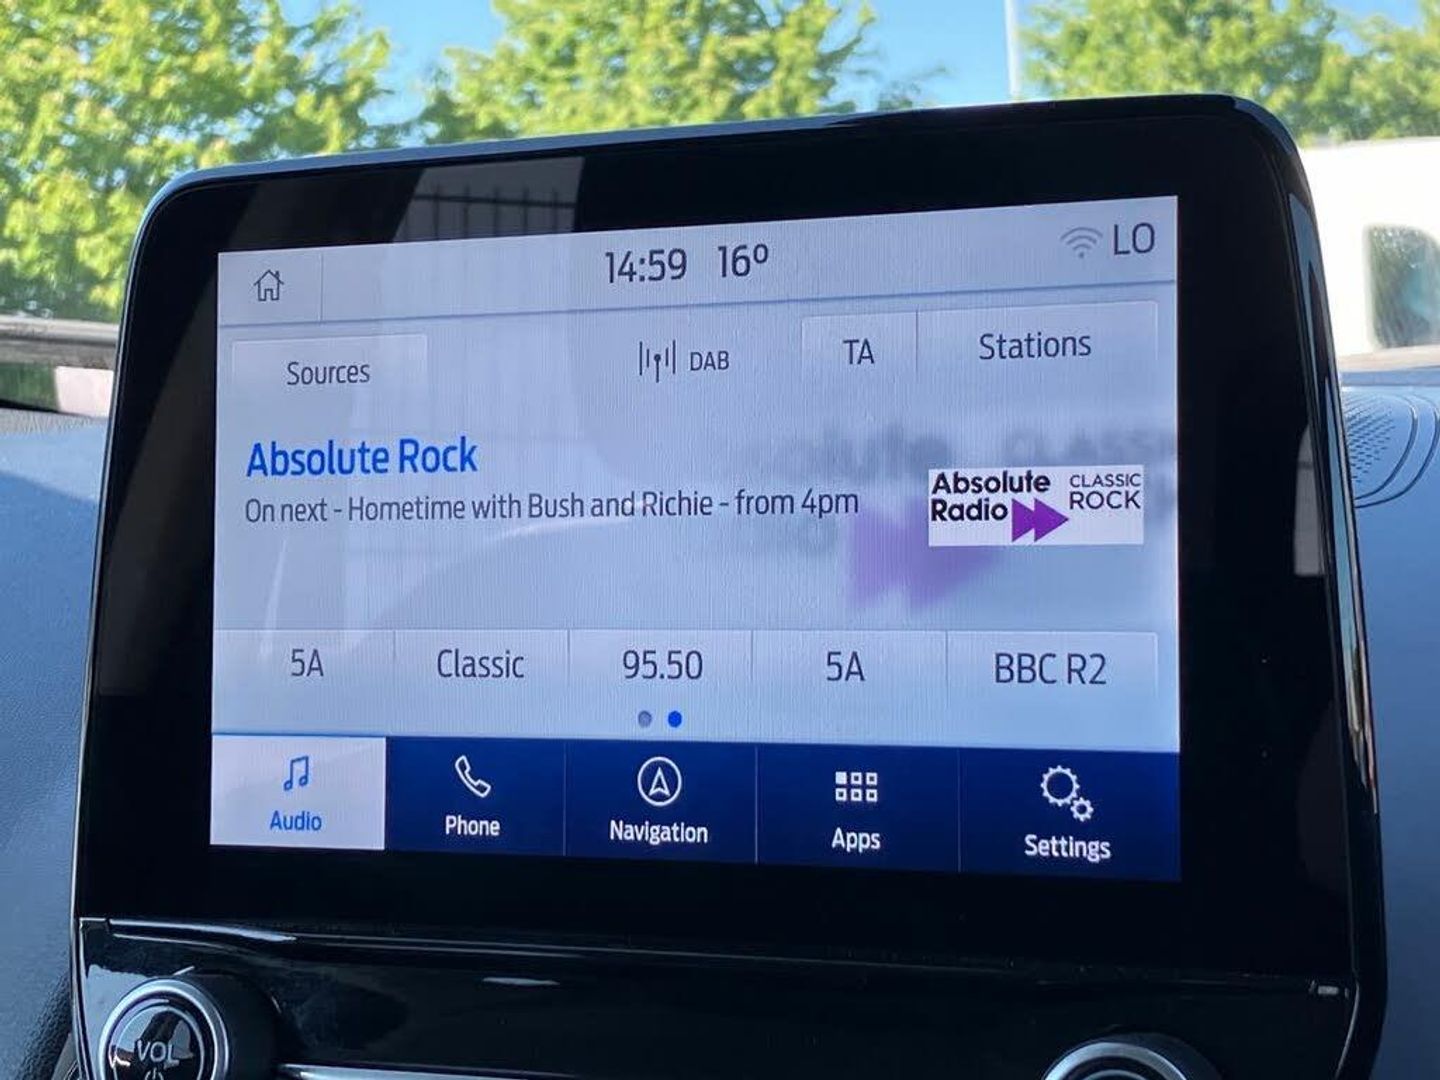 14:59 16º LO
Sources DAB TA Stations
Absolute Rock
On next - Hometime with Bush and Richie - from 4pm
Absolute
Radio
CLASSIC
ROCK
5A Classic 95.50 5A BBC R2
Audio Phone Navigation Apps Settings
VOL